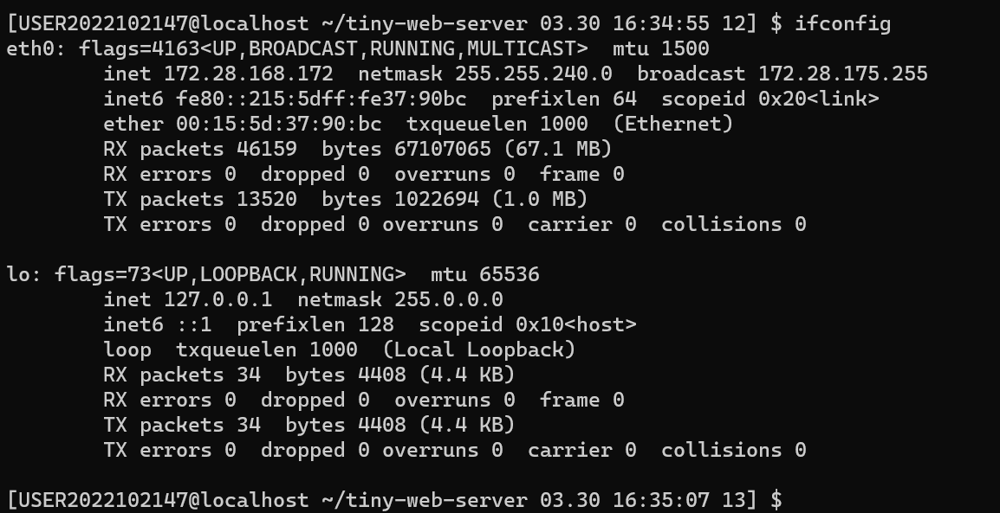 [USER2022102147@localhost ~/tiny-web-server 03.30 16:34:55 12] $ ifconfig
eth0: flags=4163<UP,BROADCAST,RUNNING,MULTICAST>  mtu 1500
        inet 172.28.168.172  netmask 255.255.240.0  broadcast 172.28.175.255
        inet6 fe80::215:5dff:fe37:90bc  prefixlen 64  scopeid 0x20<link>
        ether 00:15:5d:37:90:bc  txqueuelen 1000  (Ethernet)
        RX packets 46159  bytes 67107065 (67.1 MB)
        RX errors 0  dropped 0  overruns 0  frame 0
        TX packets 13520  bytes 1022694 (1.0 MB)
        TX errors 0  dropped 0 overruns 0  carrier 0  collisions 0

lo: flags=73<UP,LOOPBACK,RUNNING>  mtu 65536
        inet 127.0.0.1  netmask 255.0.0.0
        inet6 ::1  prefixlen 128  scopeid 0x10<host>
        loop  txqueuelen 1000  (Local Loopback)
        RX packets 34  bytes 4408 (4.4 KB)
        RX errors 0  dropped 0  overruns 0  frame 0
        TX packets 34  bytes 4408 (4.4 KB)
        TX errors 0  dropped 0 overruns 0  carrier 0  collisions 0

[USER2022102147@localhost ~/tiny-web-server 03.30 16:35:07 13] $